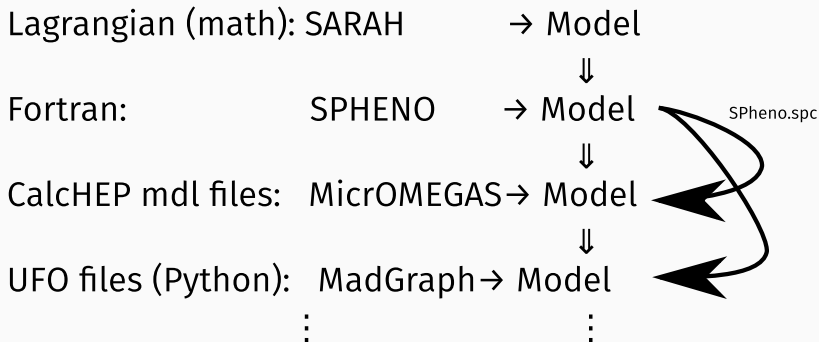 Lagrangian (math): SARAH → Model
⇓
Fortran: SPHENO → Model
SPheno.spc
⇓
CalcHEP mdl files: MicrOMEGAS→ Model
⇓
UFO files (Python): MadGraph→ Model
⋮ ⋮